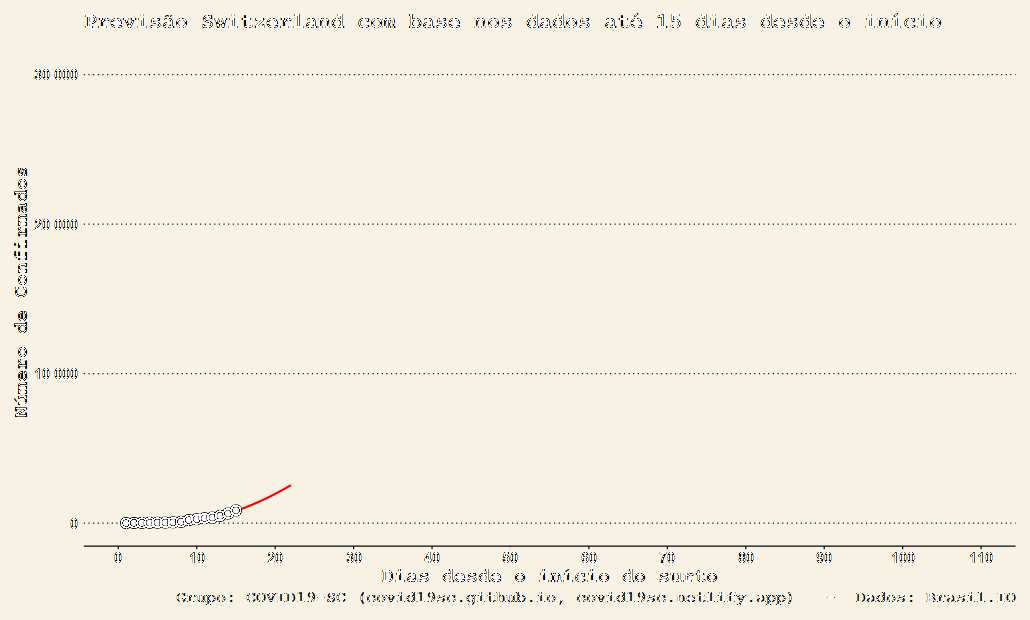 Previsão Switzerland com base nos dados até 15 dias desde o início
Número de Confirmados
30 000
20 000
10 000
0
0 10 20 30 40 50 60 70 80 90 100 110
Dias desde o início do surto
Grupo: COVID19-SC (covid19sc.github.io, covid19sc.netlify.app) -- Dados: Brasil.IO